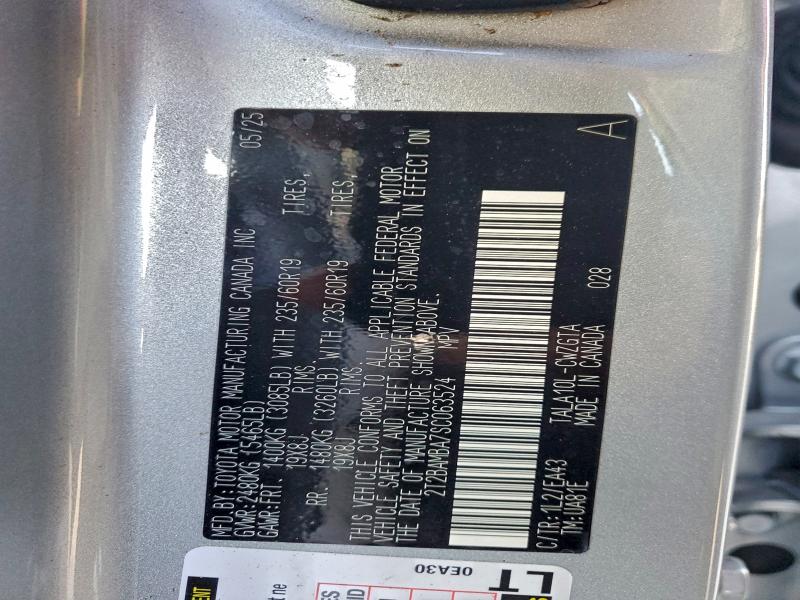 MFD.BY:TOYOTA MOTOR MANUFACTURING CANADA INC 05/25
GVWR:2480KG (5465LB)
GAWR:FRT. 1400KG (3085LB) WITH 235/60R19 TIRES,
19X8J RIMS.
RR. 1480KG (3260LB) WITH 235/60R19 TIRES,
19X8J RIMS.
THIS VEHICLE CONFORMS TO ALL APPLICABLE FEDERAL MOTOR
VEHICLE SAFETY AND THEFT PREVENTION STANDARDS IN EFFECT ON
THE DATE OF MANUFACTURE SHOWN ABOVE.
2T2BAMBA7SC063524 MPV
C/TR:1L2/EA43 TALA10L-CWZGTA
TM:UA81E MADE IN CANADA 028
A
LT
0EA30